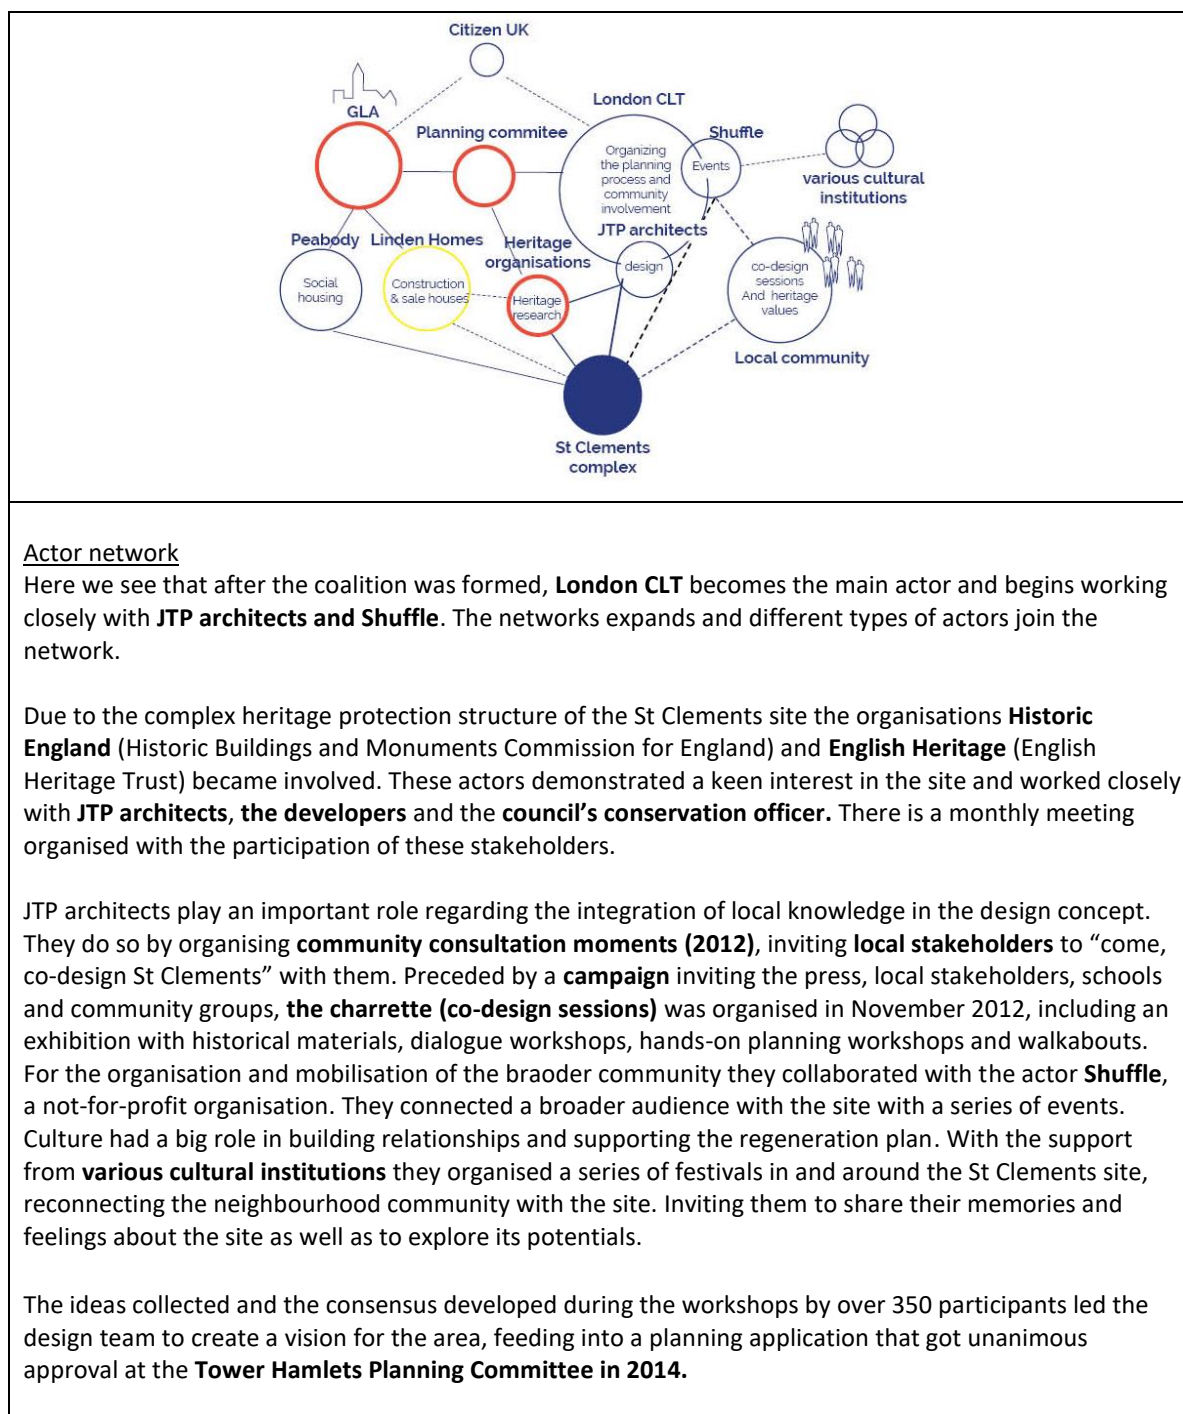 Citizen UK
GLA
London CLT
Planning commitee
Shuffle
Organizing
the planning
process and
community
involvement
Events
various cultural
institutions
JTP architects
Peabody
Linden Homes
Heritage
organisations
design
co-design
sessions
And heritage
values
Social
housing
Construction
& sale houses
Heritage
research
Local community
St Clements
complex
Actor network
Here we see that after the coalition was formed, London CLT becomes the main actor and begins working
closely with JTP architects and Shuffle. The networks expands and different types of actors join the
network.
Due to the complex heritage protection structure of the St Clements site the organisations Historic
England (Historic Buildings and Monuments Commission for England) and English Heritage (English
Heritage Trust) became involved. These actors demonstrated a keen interest in the site and worked closely
with JTP architects, the developers and the council’s conservation officer. There is a monthly meeting
organised with the participation of these stakeholders.
JTP architects play an important role regarding the integration of local knowledge in the design concept.
They do so by organising community consultation moments (2012), inviting local stakeholders to “come,
co-design St Clements” with them. Preceded by a campaign inviting the press, local stakeholders, schools
and community groups, the charrette (co-design sessions) was organised in November 2012, including an
exhibition with historical materials, dialogue workshops, hands-on planning workshops and walkabouts.
For the organisation and mobilisation of the braoder community they collaborated with the actor Shuffle,
a not-for-profit organisation. They connected a broader audience with the site with a series of events.
Culture had a big role in building relationships and supporting the regeneration plan. With the support
from various cultural institutions they organised a series of festivals in and around the St Clements site,
reconnecting the neighbourhood community with the site. Inviting them to share their memories and
feelings about the site as well as to explore its potentials.
The ideas collected and the consensus developed during the workshops by over 350 participants led the
design team to create a vision for the area, feeding into a planning application that got unanimous
approval at the Tower Hamlets Planning Committee in 2014.